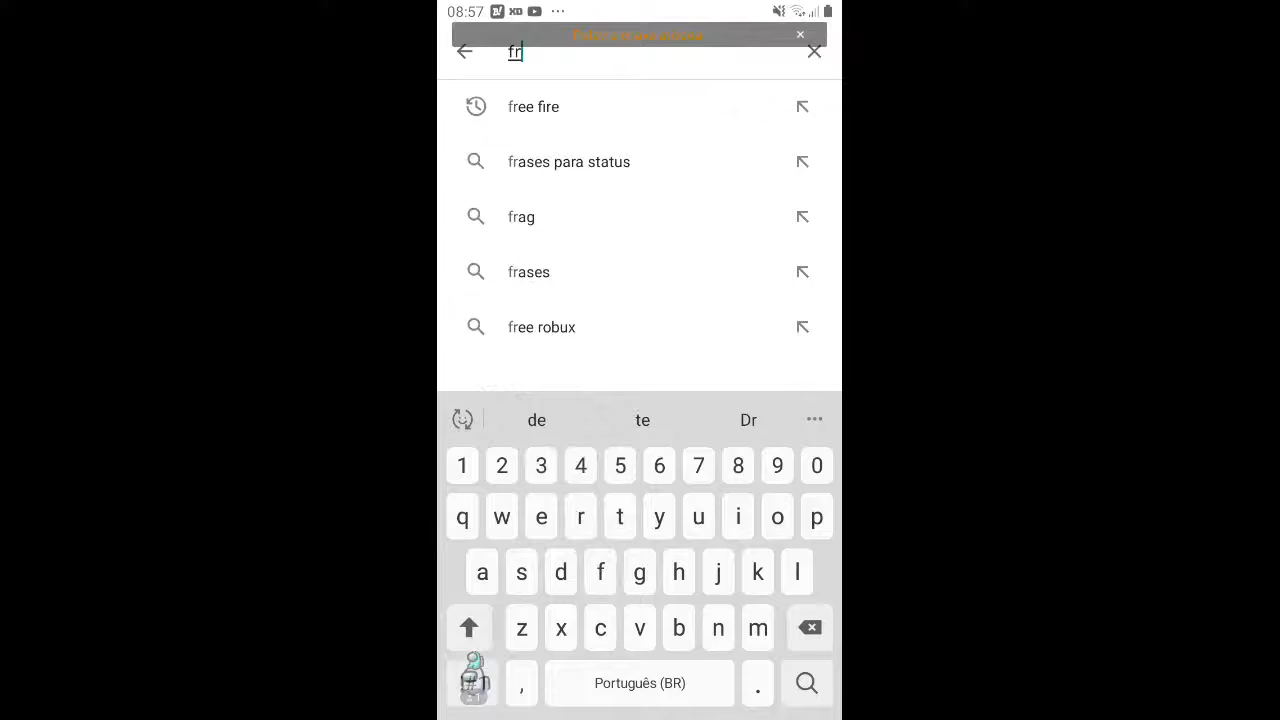 08:57
fr
free fire
frases para status
frag
frases
free robux
de te Dr
1 2 3 4 5 6 7 8 9 0
q w e r t y u i o p
a s d f g h j k l
z x c v b n m
, Português (BR) .